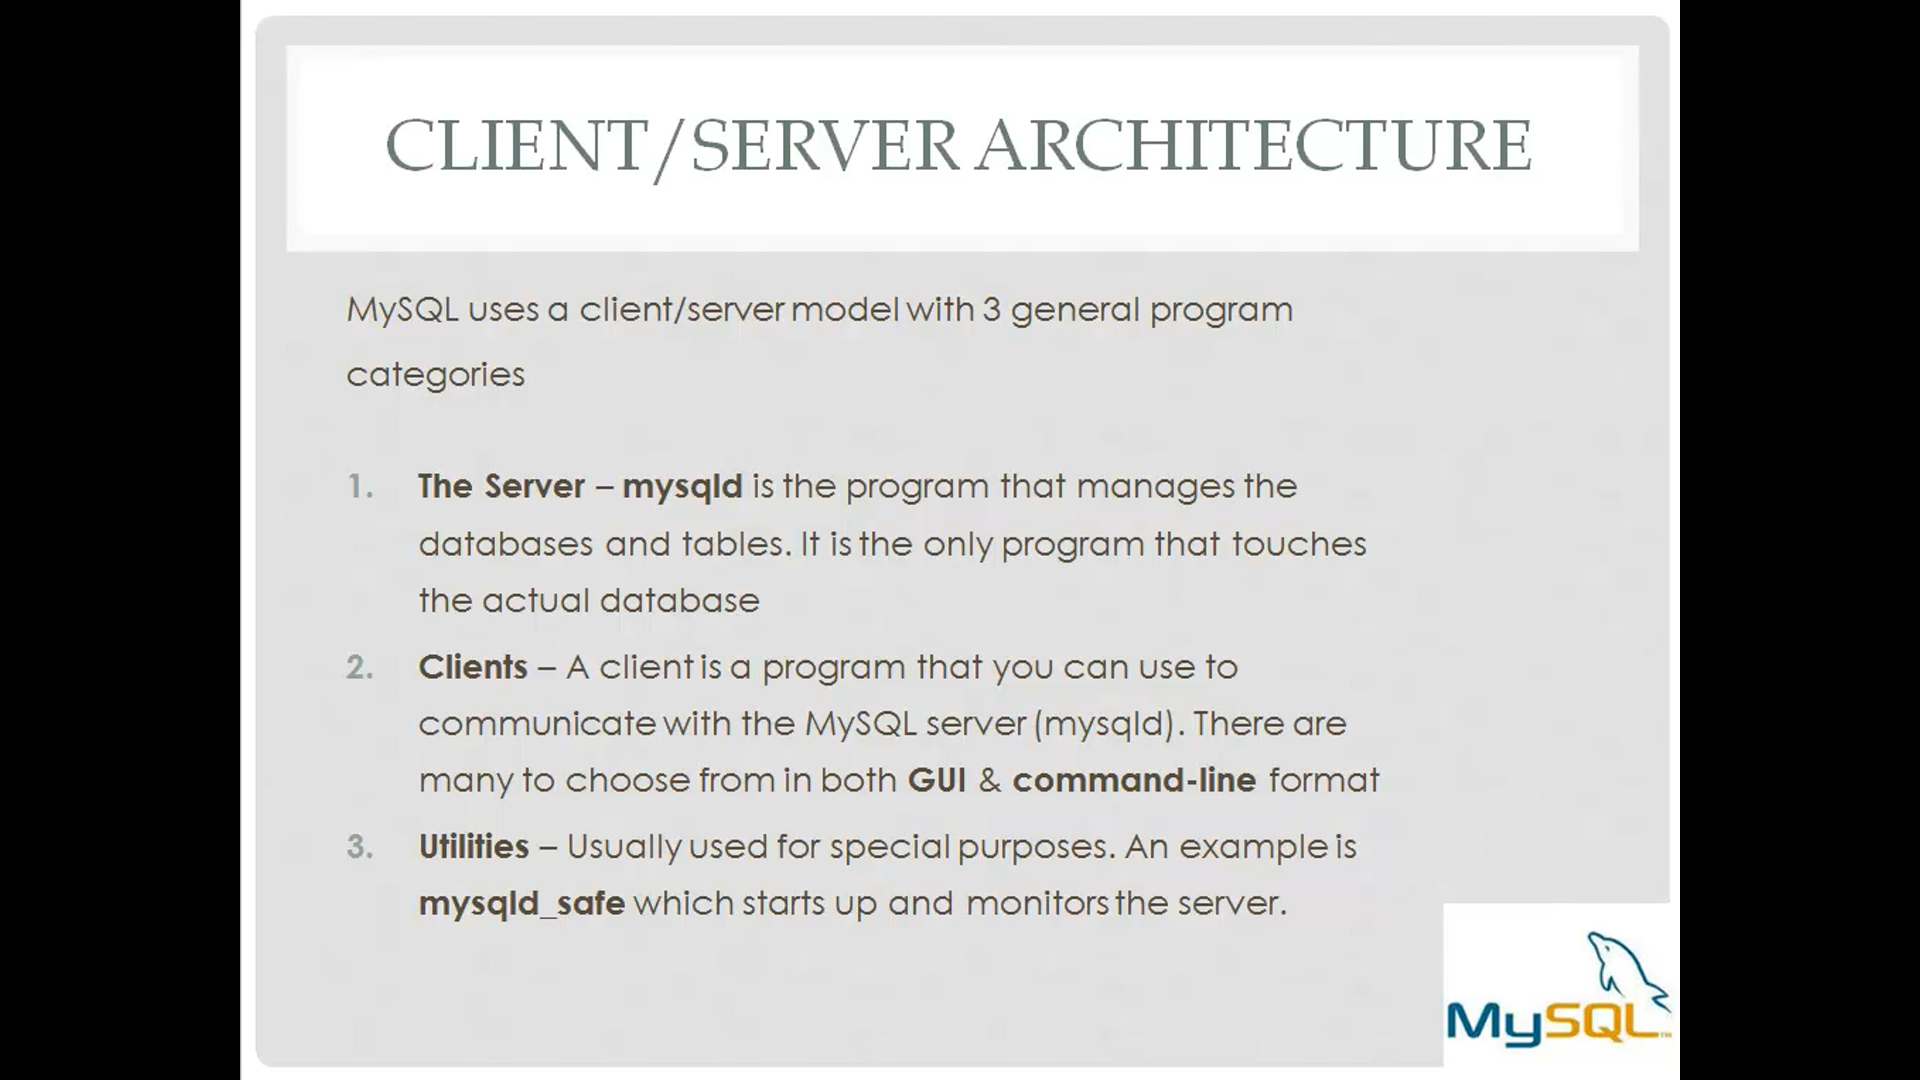 CLIENT/SERVER ARCHITECTURE
MySQL uses a client/server model with 3 general program
categories
1. The Server – mysqld is the program that manages the
databases and tables. It is the only program that touches
the actual database
2. Clients – A client is a program that you can use to
communicate with the MySQL server (mysqld). There are
many to choose from in both GUI & command-line format
3. Utilities – Usually used for special purposes. An example is
mysqld_safe which starts up and monitors the server.
MySQL